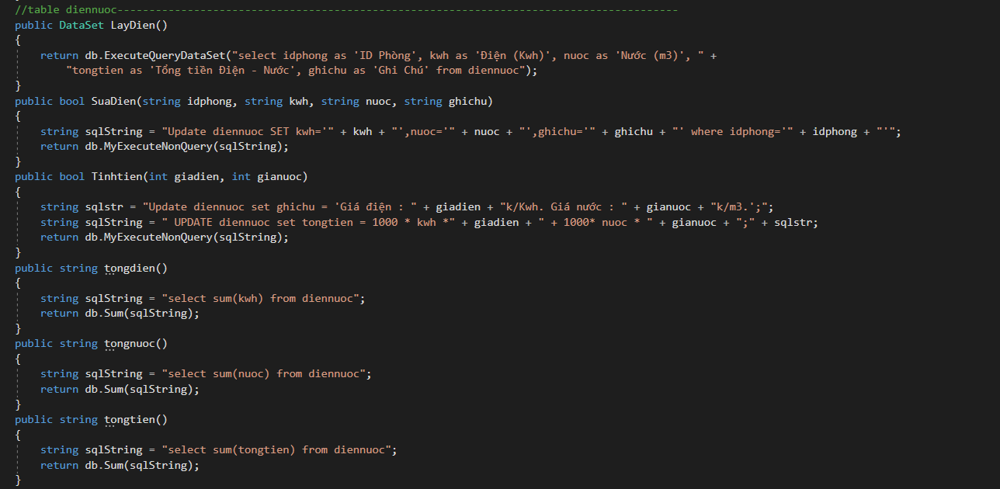 //table diennuoc----------------------------------------------------------------------------------------
public DataSet LayDien()
{
    return db.ExecuteQueryDataSet("select idphong as 'ID Phòng', kwh as 'Điện (Kwh)', nuoc as 'Nước (m3)', " +
        "tongtien as 'Tổng tiền Điện - Nước', ghichu as 'Ghi Chú' from diennuoc");
}
public bool SuaDien(string idphong, string kwh, string nuoc, string ghichu)
{
    string sqlString = "Update diennuoc SET kwh='" + kwh + "',nuoc='" + nuoc + "',ghichu='" + ghichu + "' where idphong='" + idphong + "'";
    return db.MyExecuteNonQuery(sqlString);
}
public bool Tinhtien(int giadien, int gianuoc)
{
    string sqlstr = "Update diennuoc set ghichu = 'Giá điện : " + giadien + "k/Kwh. Giá nước : " + gianuoc + "k/m3.';";
    string sqlString = " UPDATE diennuoc set tongtien = 1000 * kwh *" + giadien + " + 1000* nuoc * " + gianuoc + ";" + sqlstr;
    return db.MyExecuteNonQuery(sqlString);
}
public string tongdien()
{
    string sqlString = "select sum(kwh) from diennuoc";
    return db.Sum(sqlString);
}
public string tongnuoc()
{
    string sqlString = "select sum(nuoc) from diennuoc";
    return db.Sum(sqlString);
}
public string tongtien()
{
    string sqlString = "select sum(tongtien) from diennuoc";
    return db.Sum(sqlString);
}